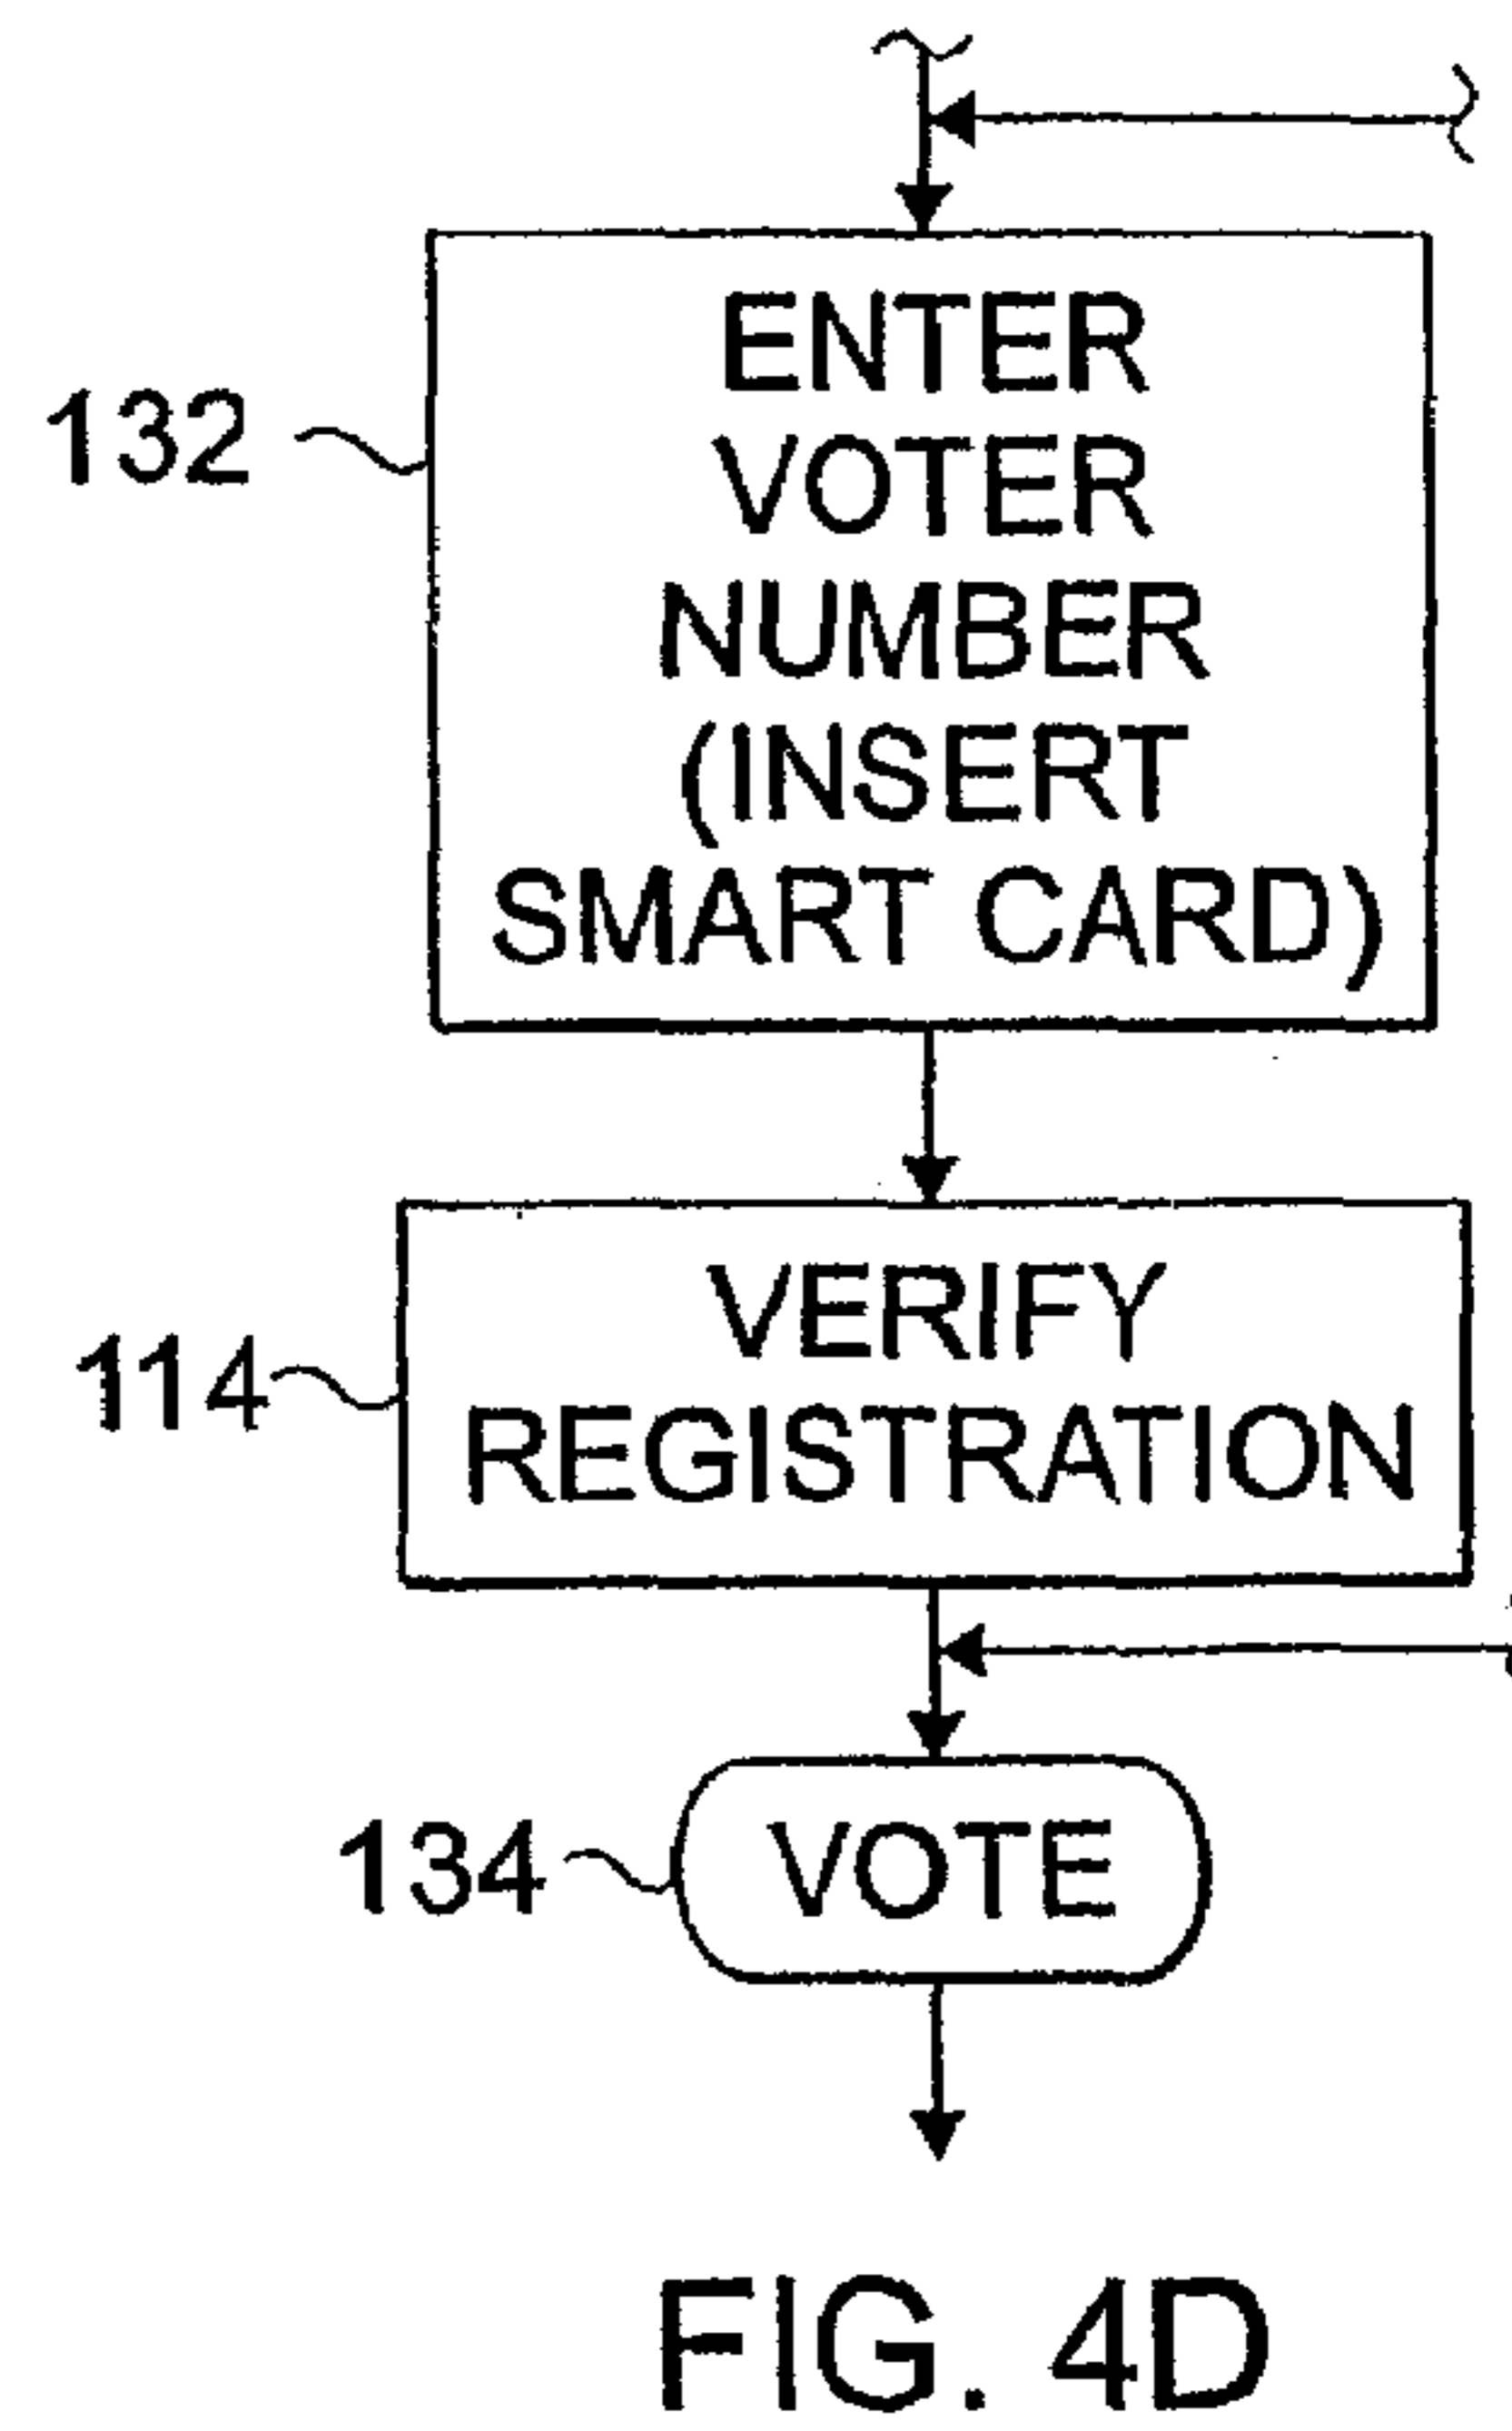 132
ENTER
VOTER
NUMBER
(INSERT
SMART CARD)
114
VERIFY
REGISTRATION
134
VOTE
FIG. 4D